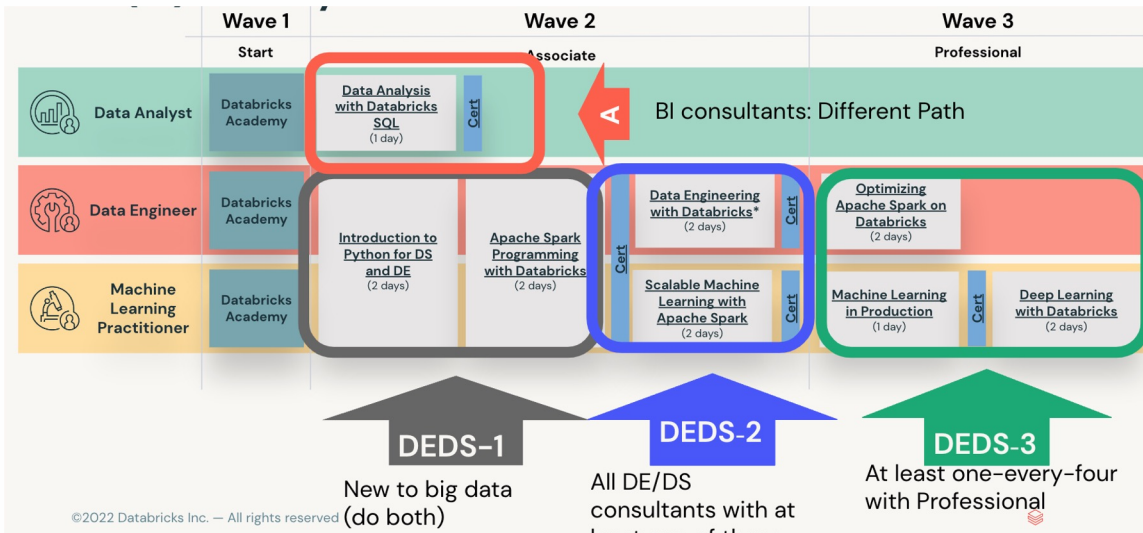 Wave 1
Wave 2
Wave 3
Start
Associate
Professional
Data Analyst
Databricks
Academy
Data Analysis
with Databricks
SQL
(1 day)
Cert
A
BI consultants: Different Path
Data Engineer
Databricks
Academy
Introduction to
Python for DS
and DE
(2 days)
Apache Spark
Programming
with Databricks
(2 days)
Cert
Data Engineering
with Databricks*
(2 days)
Cert
Optimizing
Apache Spark on
Databricks
(2 days)
Machine
Learning
Practitioner
Databricks
Academy
Scalable Machine
Learning with
Apache Spark
(2 days)
Cert
Machine Learning
in Production
(1 day)
Cert
Deep Learning
with Databricks
(2 days)
DEDS-1
New to big data
(do both)
DEDS-2
All DE/DS
consultants with at
DEDS-3
At least one-every-four
with Professional
©2022 Databricks Inc. — All rights reserved